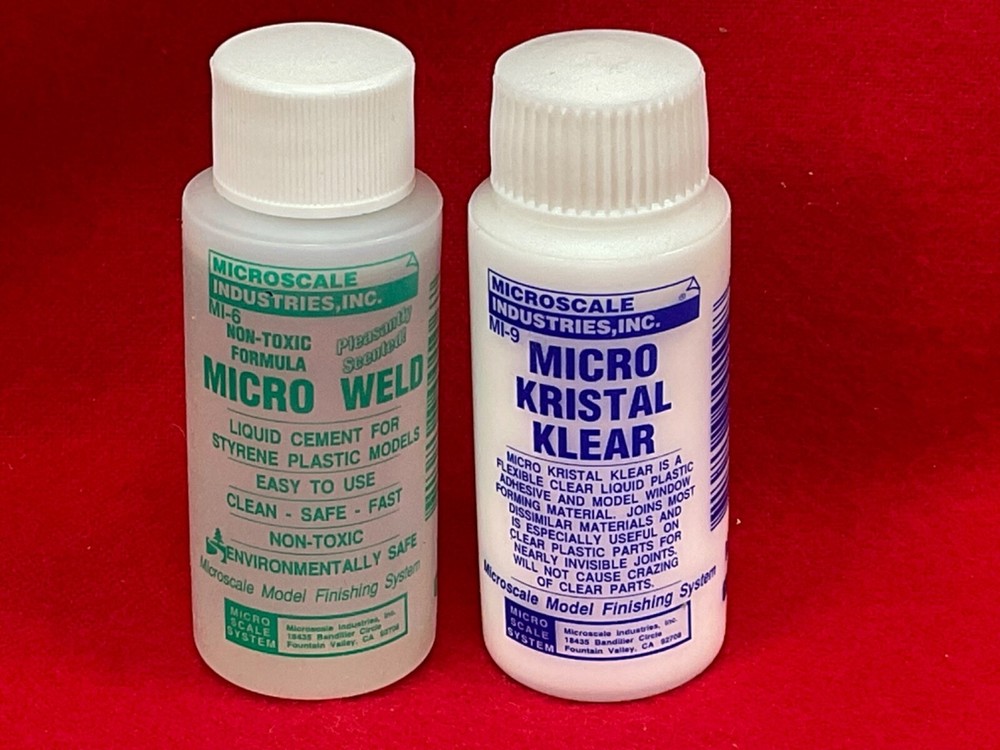 MICROSCALE
INDUSTRIES,INC.
MI-6
NON-TOXIC
FORMULA
Pleasantly
Scented!
MICRO WELD
LIQUID CEMENT FOR
STYRENE PLASTIC MODELS
EASY TO USE
CLEAN - SAFE - FAST
NON-TOXIC
ENVIRONMENTALLY SAFE
Microscale Model Finishing System
MICRO
SCALE
SYSTEM
Microscale Industries, Inc.
18435 Bandilier Circle
Fountain Valley, CA 92708
MICROSCALE ®
INDUSTRIES,INC.
MI-9
MICRO
KRISTAL
KLEAR
MICRO KRISTAL KLEAR IS A
FLEXIBLE CLEAR LIQUID PLASTIC
ADHESIVE AND MODEL WINDOW
FORMING MATERIAL. JOINS MOST
DISSIMILAR MATERIALS AND
IS ESPECIALLY USEFUL ON
CLEAR PLASTIC PARTS FOR
NEARLY INVISIBLE JOINTS.
WILL NOT CAUSE CRAZING
OF CLEAR PARTS.
Microscale Model Finishing System
MICRO
SCALE
SYSTEM
Microscale Industries, Inc.
18435 Bandilier Circle
Fountain Valley, CA 92708